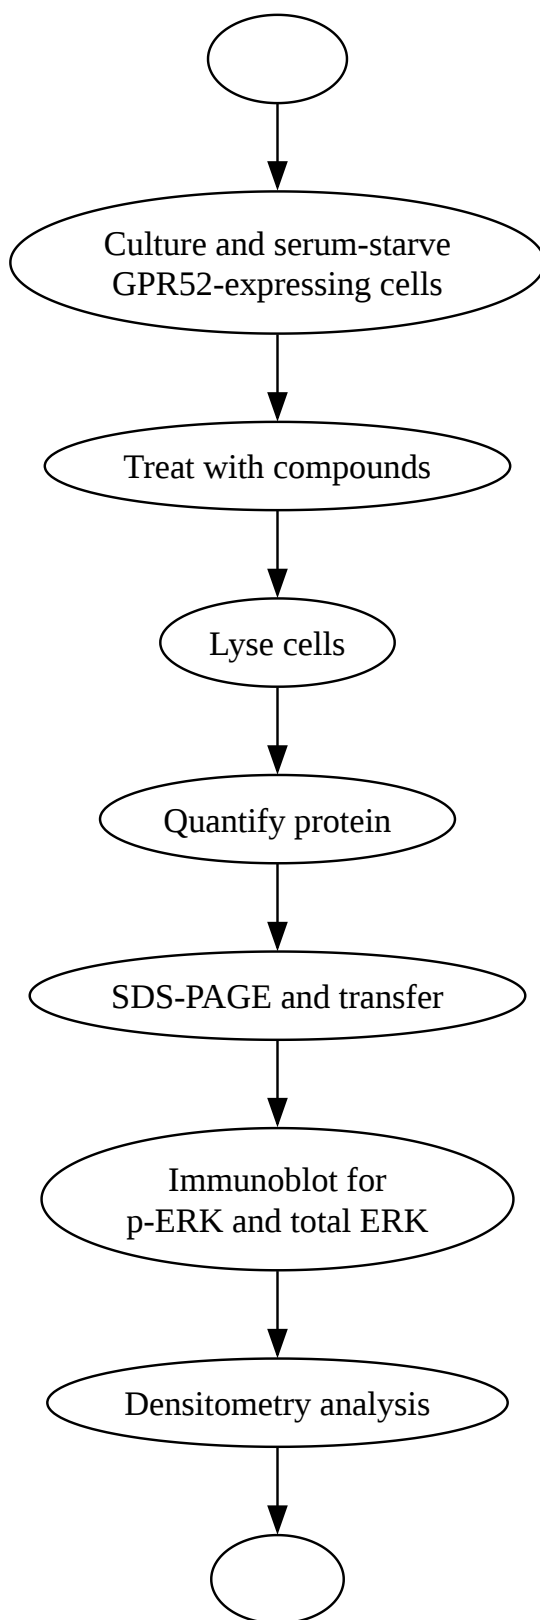 Culture and serum-starve
GPR52-expressing cells
Treat with compounds
Lyse cells
Quantify protein
SDS-PAGE and transfer
Immunoblot for
p-ERK and total ERK
Densitometry analysis